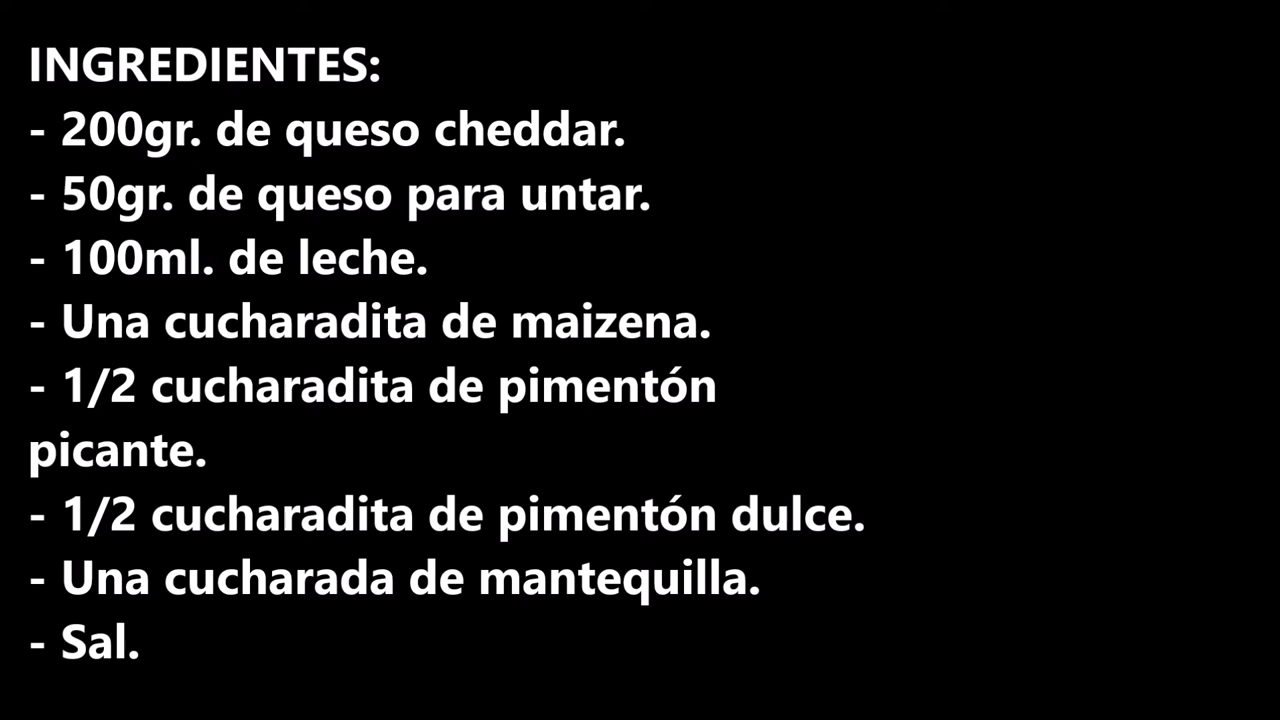 INGREDIENTES:
- 200gr. de queso cheddar.
- 50gr. de queso para untar.
- 100ml. de leche.
- Una cucharadita de maizena.
- 1/2 cucharadita de pimentón
picante.
- 1/2 cucharadita de pimentón dulce.
- Una cucharada de mantequilla.
- Sal.